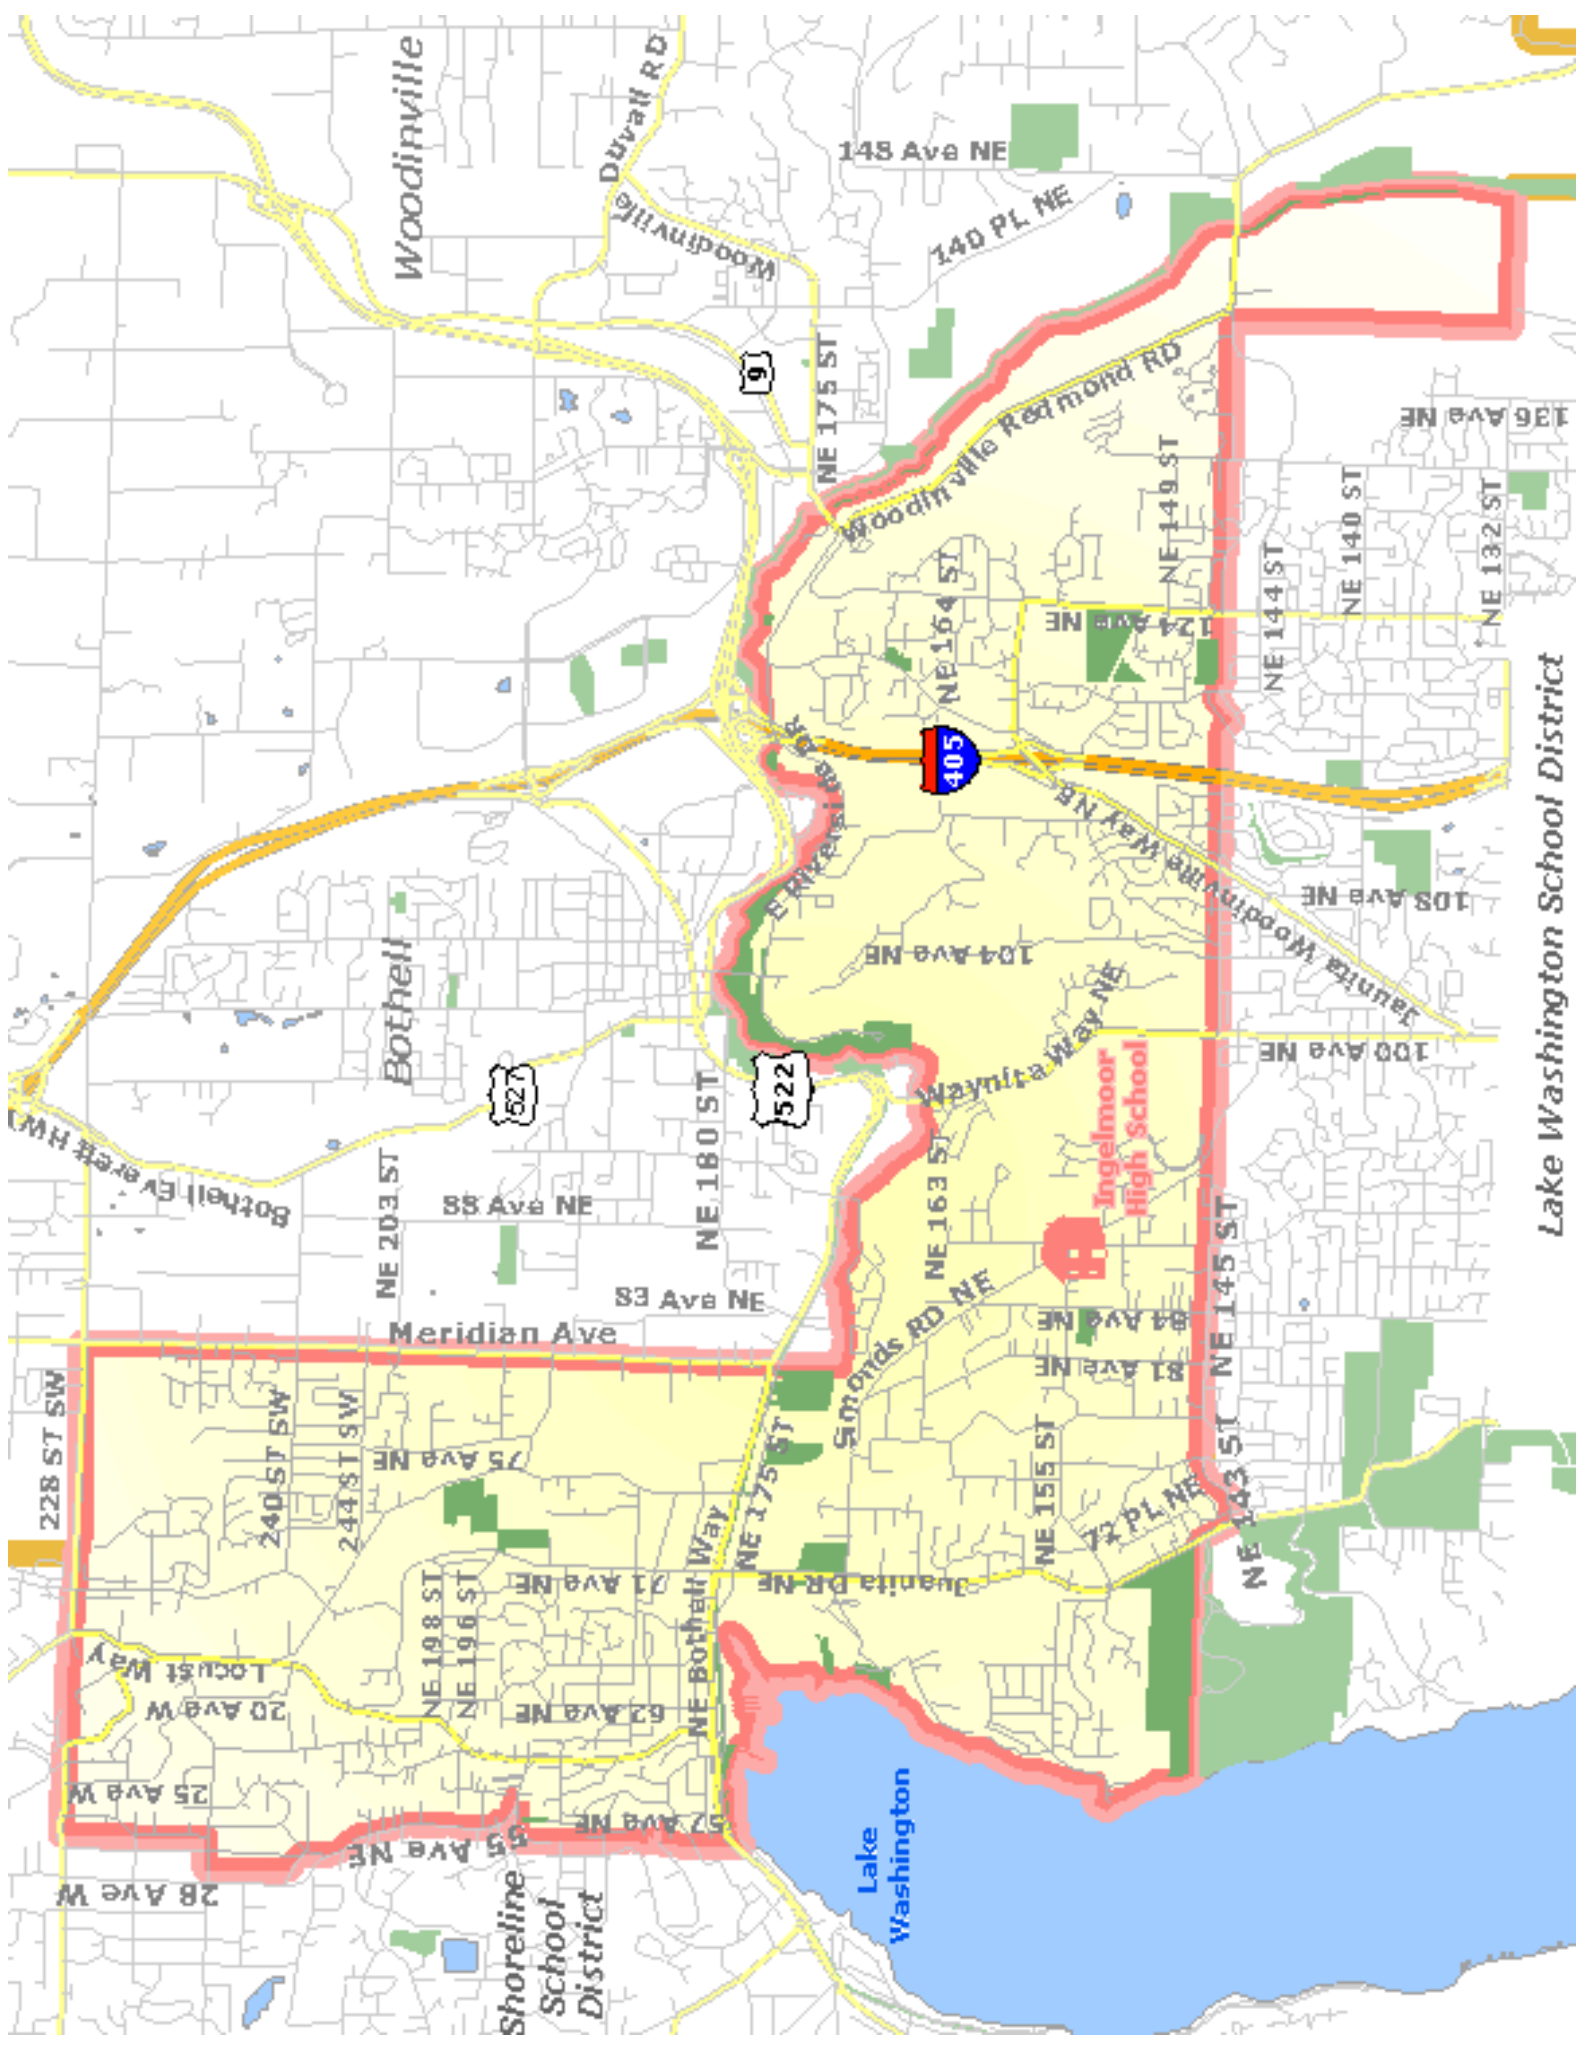 228 ST SW
Locust Way
20 Ave W
25 Ave W
28 Ave W
240 ST SW
244 ST SW
Meridian Ave
75 Ave NE
NE 198 ST
NE 196 ST
71 Ave NE
62 Ave NE
55 Ave NE
57 Ave NE
Shoreline
School
District
Bothell Everett HWY
Bothell
527
NE 203 ST
88 Ave NE
83 Ave NE
NE 180 ST
522
NE Bothell Way
NE 175 ST
Woodinville
Duvall RD
Woodinville
9
NE 175 ST
148 Ave NE
140 PL NE
Woodinville Redmond RD
NE 149 ST
NE 164 ST
124 Ave NE
E Riverside DR
405
104 Ave NE
Waynita Way NE
Jaunita Woodinville Way NE
NE 144 ST
NE 140 ST
NE 132 ST
136 Ave NE
108 Ave NE
100 Ave NE
NE 163 ST
Ingelmoor
High School
Simonds RD NE
84 Ave NE
81 Ave NE
NE 145 ST
NE 155 ST
72 PL NE
NE 143 ST
Juanita DR NE
Lake
Washington
Lake Washington School District